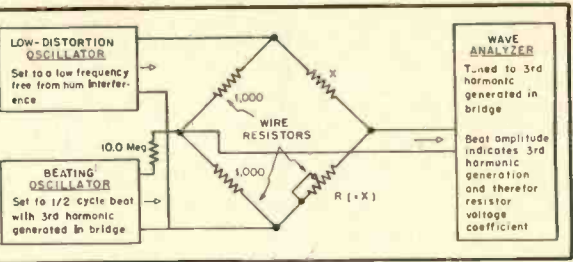 LOW-DISTORTION
OSCILLATOR
Set to a low frequency
free from hum interfer-
ence
10.0 Meg
BEATING
OSCILLATOR
Set to 1/2 cycle beat
with 3rd harmonic
generated in bridge
1,000
X
WIRE
RESISTORS
1,000
R (=X)
WAVE
ANALYZER
Tuned to 3rd
harmonic
generated in
bridge
Beat amplitude
indicates 3rd
harmonic
generation
and therefor
resistor
voltage
coefficient